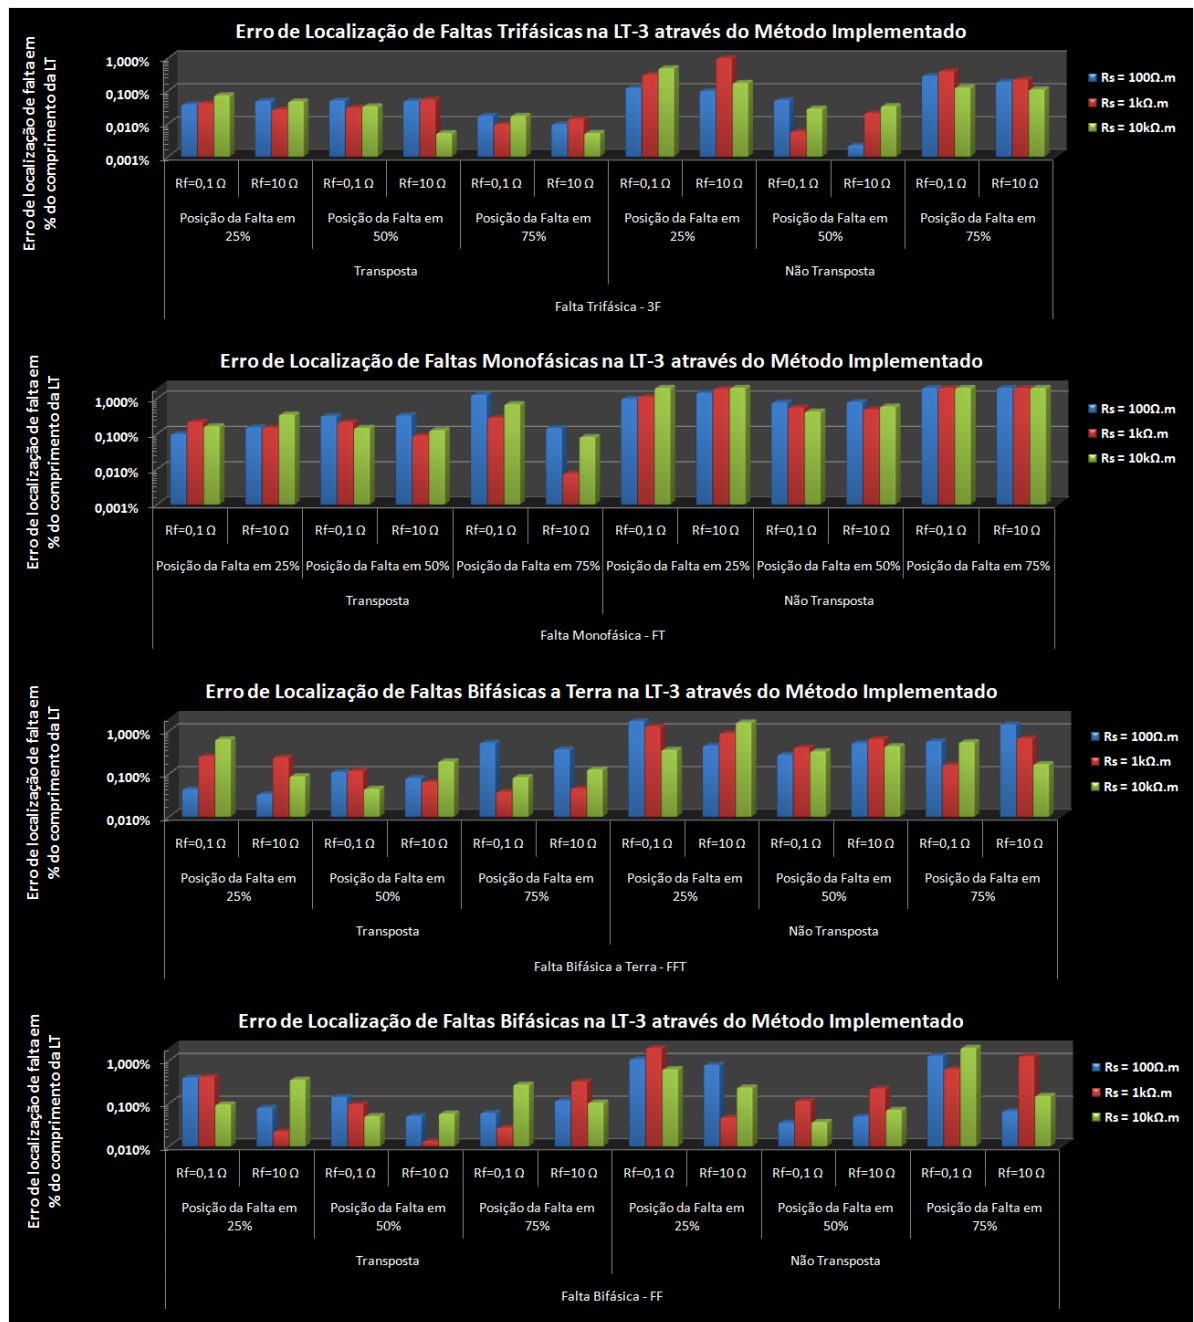 Erro de Localização de Faltas Trifásicas na LT-3 através do Método Implementado
Erro de localização de falta em
% do comprimento da LT
1,000%
0,100%
0,010%
0,001%
Rs = 100Ω.m
Rs = 1kΩ.m
Rs = 10kΩ.m
Rf=0,1 Ω Rf=10 Ω Rf=0,1 Ω Rf=10 Ω Rf=0,1 Ω Rf=10 Ω Rf=0,1 Ω Rf=10 Ω Rf=0,1 Ω Rf=10 Ω Rf=0,1 Ω Rf=10 Ω
Posição da Falta em Posição da Falta em Posição da Falta em Posição da Falta em Posição da Falta em Posição da Falta em
25% 50% 75% 25% 50% 75%
Transposta Não Transposta
Falta Trifásica - 3F
Erro de Localização de Faltas Monofásicas na LT-3 através do Método Implementado
Erro de localização de falta em
% do comprimento da LT
1,000%
0,100%
0,010%
0,001%
Rs = 100Ω.m
Rs = 1kΩ.m
Rs = 10kΩ.m
Rf=0,1 Ω Rf=10 Ω Rf=0,1 Ω Rf=10 Ω Rf=0,1 Ω Rf=10 Ω Rf=0,1 Ω Rf=10 Ω Rf=0,1 Ω Rf=10 Ω Rf=0,1 Ω Rf=10 Ω
Posição da Falta em 25% Posição da Falta em 50% Posição da Falta em 75% Posição da Falta em 25% Posição da Falta em 50% Posição da Falta em 75%
Transposta Não Transposta
Falta Monofásica - FT
Erro de Localização de Faltas Bifásicas a Terra na LT-3 através do Método Implementado
Erro de localização de falta em
% do comprimento da LT
1,000%
0,100%
0,010%
Rs = 100Ω.m
Rs = 1kΩ.m
Rs = 10kΩ.m
Rf=0,1 Ω Rf=10 Ω Rf=0,1 Ω Rf=10 Ω Rf=0,1 Ω Rf=10 Ω Rf=0,1 Ω Rf=10 Ω Rf=0,1 Ω Rf=10 Ω Rf=0,1 Ω Rf=10 Ω
Posição da Falta em Posição da Falta em Posição da Falta em Posição da Falta em Posição da Falta em Posição da Falta em
25% 50% 75% 25% 50% 75%
Transposta Não Transposta
Falta Bifásica a Terra - FFT
Erro de Localização de Faltas Bifásicas na LT-3 através do Método Implementado
Erro de localização de falta em
% do comprimento da LT
1,000%
0,100%
0,010%
Rs = 100Ω.m
Rs = 1kΩ.m
Rs = 10kΩ.m
Rf=0,1 Ω Rf=10 Ω Rf=0,1 Ω Rf=10 Ω Rf=0,1 Ω Rf=10 Ω Rf=0,1 Ω Rf=10 Ω Rf=0,1 Ω Rf=10 Ω Rf=0,1 Ω Rf=10 Ω
Posição da Falta em Posição da Falta em Posição da Falta em Posição da Falta em Posição da Falta em Posição da Falta em
25% 50% 75% 25% 50% 75%
Transposta Não Transposta
Falta Bifásica - FF